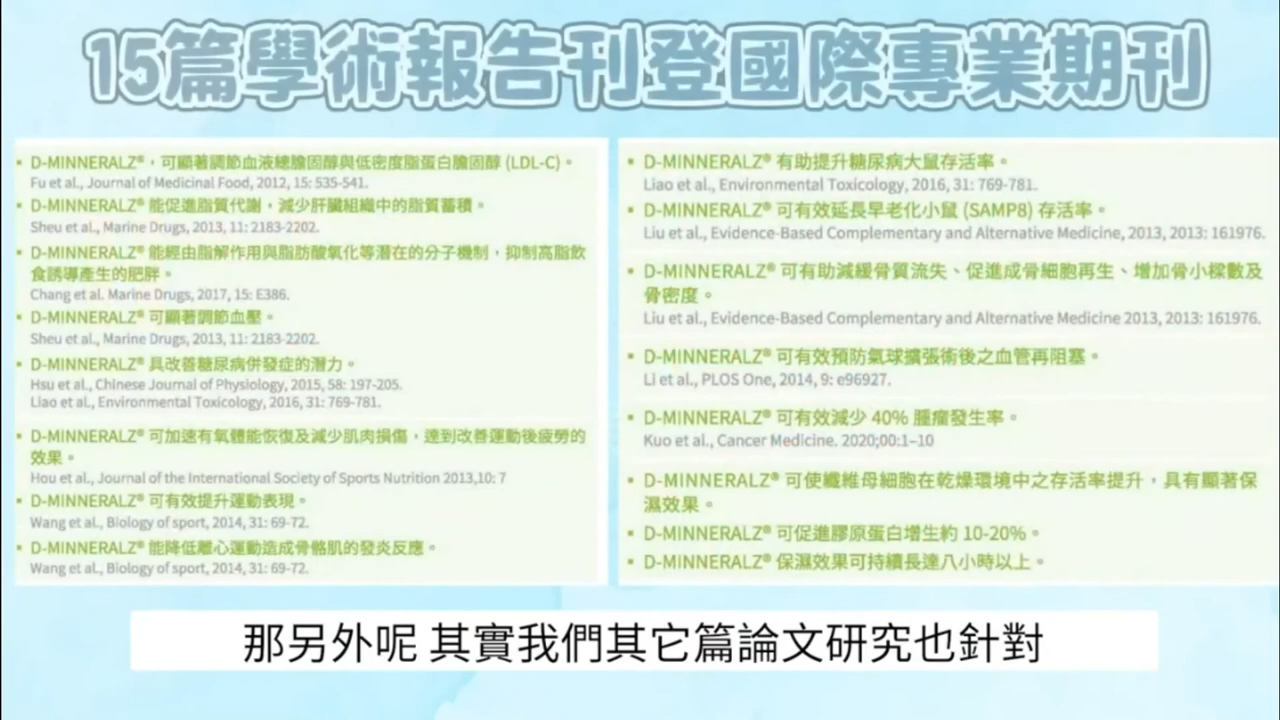 15篇學術報告刊登國際專業期刊
▪ D-MINNERALZ®，可顯著調節血液總膽固醇與低密度脂蛋白膽固醇 (LDL-C)。
Fu et al., Journal of Medicinal Food, 2012, 15: 535-541.
▪ D-MINNERALZ® 能促進脂質代謝，減少肝臟組織中的脂質蓄積。
Sheu et al., Marine Drugs, 2013, 11: 2183-2202.
▪ D-MINNERALZ® 能經由脂解作用與脂肪酸氧化等潛在的分子機制，抑制高脂飲
食誘導產生的肥胖。
Chang et al. Marine Drugs, 2017, 15: E386.
▪ D-MINNERALZ® 可顯著調節血壓。
Sheu et al., Marine Drugs, 2013, 11: 2183-2202.
▪ D-MINNERALZ® 具改善糖尿病併發症的潛力。
Hsu et al., Chinese Journal of Physiology, 2015, 58: 197-205.
Liao et al., Environmental Toxicology, 2016, 31: 769-781.
▪ D-MINNERALZ® 可加速有氧體能恢復及減少肌肉損傷，達到改善運動後疲勞的
效果。
Hou et al., Journal of the International Society of Sports Nutrition 2013,10: 7
▪ D-MINNERALZ® 可有效提升運動表現。
Wang et al., Biology of sport, 2014, 31: 69-72.
▪ D-MINNERALZ® 能降低離心運動造成骨骼肌的發炎反應。
Wang et al., Biology of sport, 2014, 31: 69-72.
▪ D-MINNERALZ® 有助提升糖尿病大鼠存活率。
Liao et al., Environmental Toxicology, 2016, 31: 769-781.
▪ D-MINNERALZ® 可有效延長早老化小鼠 (SAMP8) 存活率。
Liu et al., Evidence-Based Complementary and Alternative Medicine, 2013, 2013: 161976.
▪ D-MINNERALZ® 可有助減緩骨質流失、促進成骨細胞再生、增加骨小樑數及
骨密度。
Liu et al., Evidence-Based Complementary and Alternative Medicine 2013, 2013: 161976.
▪ D-MINNERALZ® 可有效預防氣球擴張術後之血管再阻塞。
Li et al., PLOS One, 2014, 9: e96927.
▪ D-MINNERALZ® 可有效減少 40% 腫瘤發生率。
Kuo et al., Cancer Medicine. 2020;00:1–10
▪ D-MINNERALZ® 可使纖維母細胞在乾燥環境中之存活率提升，具有顯著保
濕效果。
▪ D-MINNERALZ® 可促進膠原蛋白增生約 10-20%。
▪ D-MINNERALZ® 保濕效果可持續長達八小時以上。
那另外呢 其實我們其它篇論文研究也針對